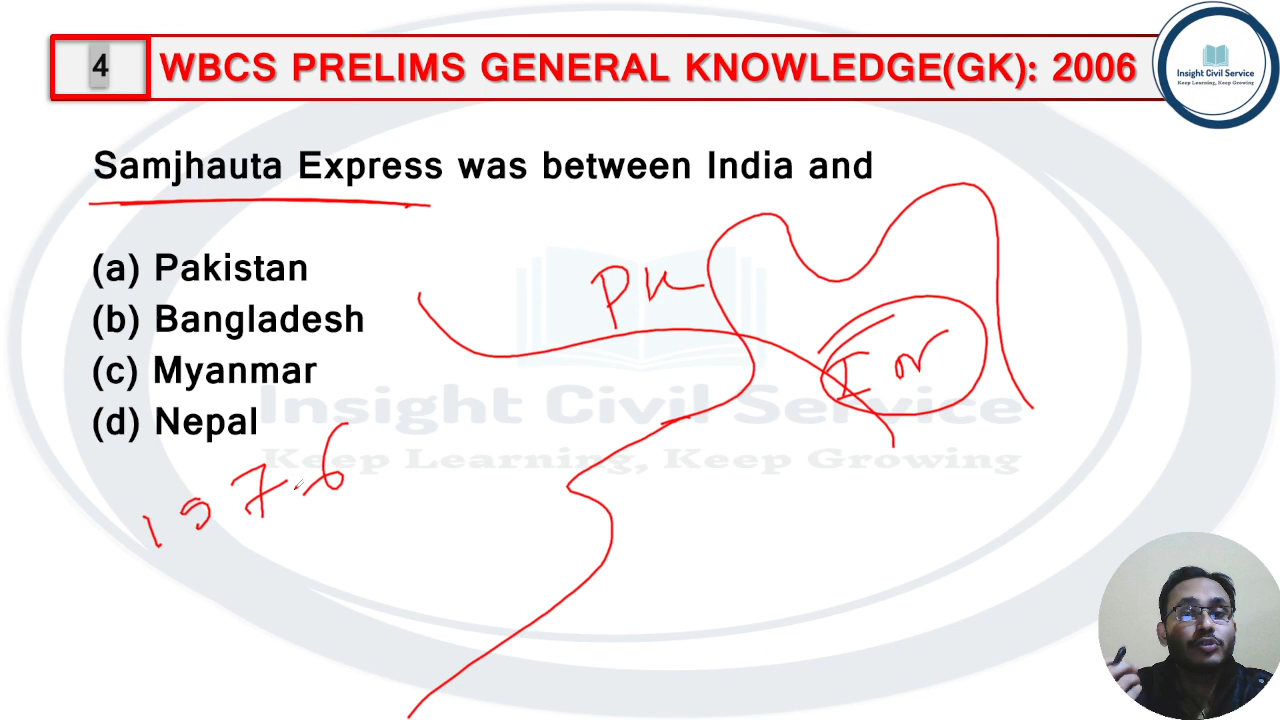 4
WBCS PRELIMS GENERAL KNOWLEDGE(GK): 2006
Insight Civil Service
Keep Learning, Keep Growing
Samjhauta Express was between India and
(a) Pakistan
(b) Bangladesh
(c) Myanmar
(d) Nepal
PK
1976
Insight Civil Service
Keep Learning, Keep Growing